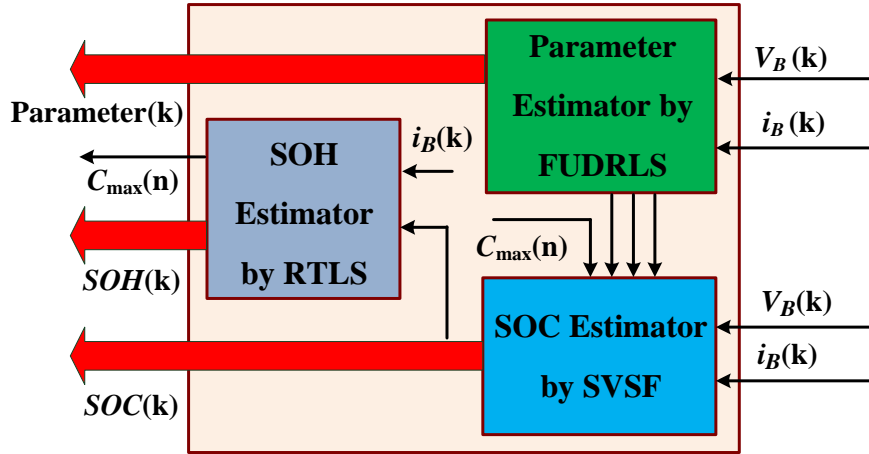 Parameter
Estimator by
FUDRLS
V_B(k)
i_B(k)
Parameter(k)
SOH
Estimator
by RTLS
i_B(k)
C_max(n)
SOH(k)
C_max(n)
SOC Estimator
by SVSF
V_B(k)
i_B(k)
SOC(k)